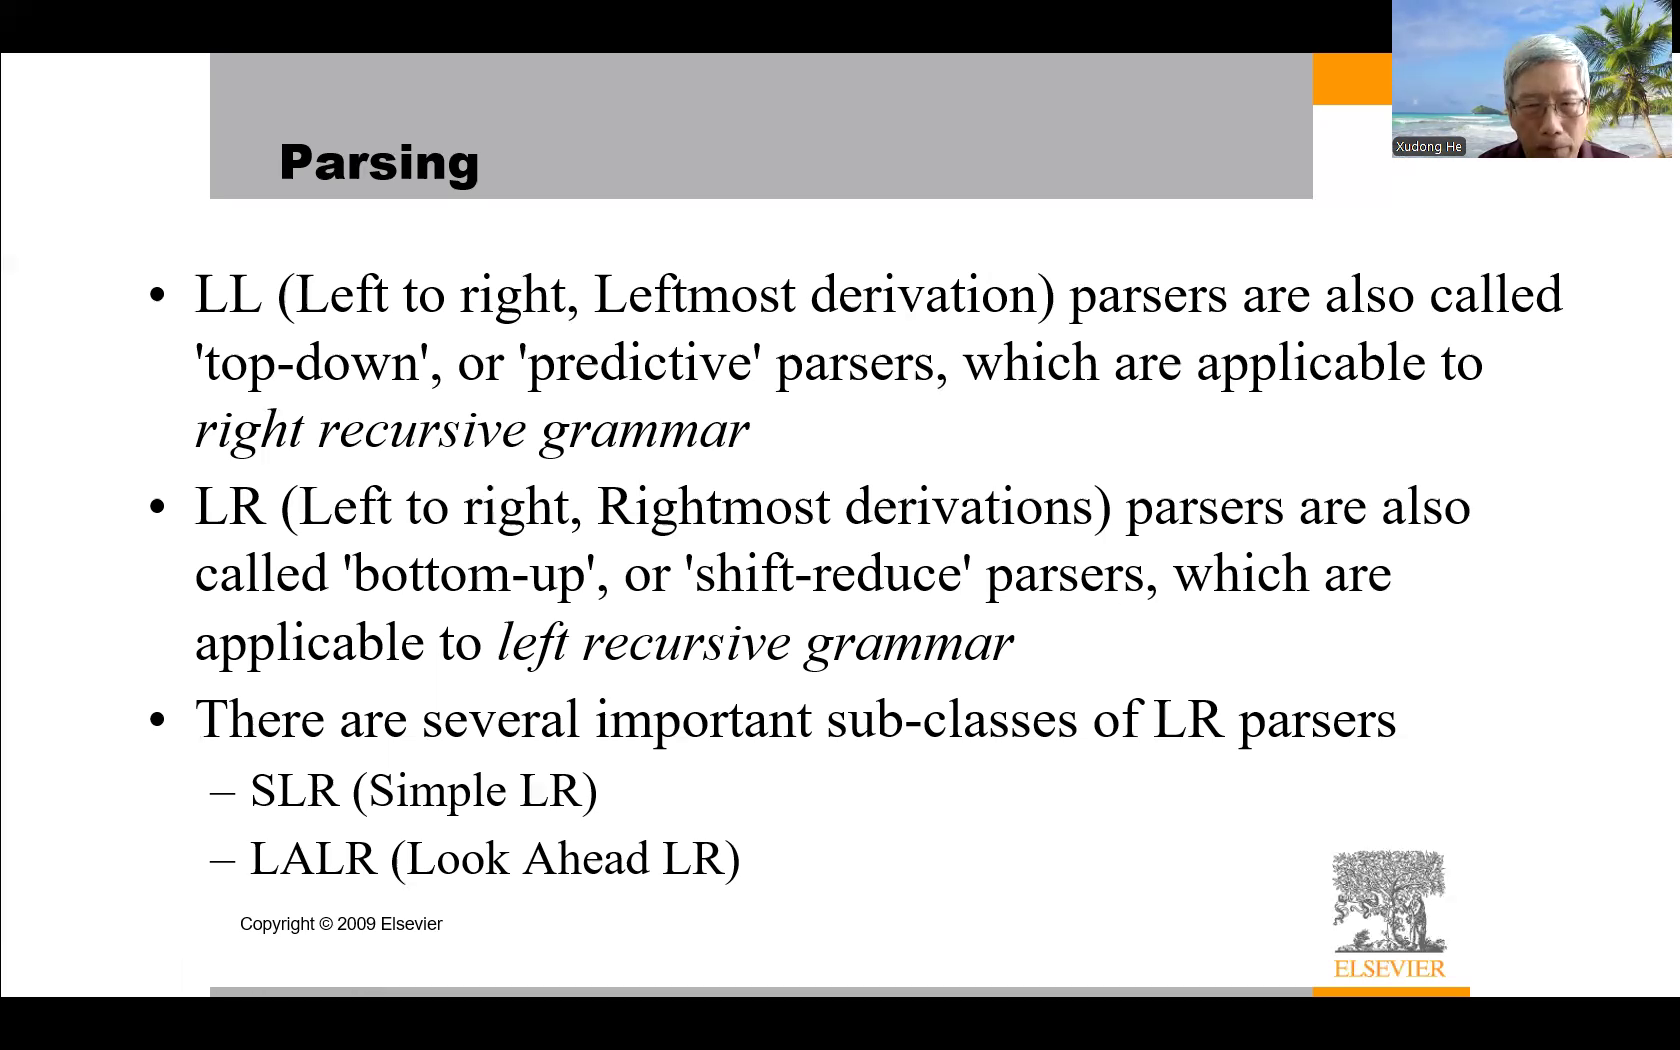 Parsing
Xudong He
• LL (Left to right, Leftmost derivation) parsers are also called
'top-down', or 'predictive' parsers, which are applicable to
right recursive grammar
• LR (Left to right, Rightmost derivations) parsers are also
called 'bottom-up', or 'shift-reduce' parsers, which are
applicable to left recursive grammar
• There are several important sub-classes of LR parsers
– SLR (Simple LR)
– LALR (Look Ahead LR)
Copyright © 2009 Elsevier
ELSEVIER